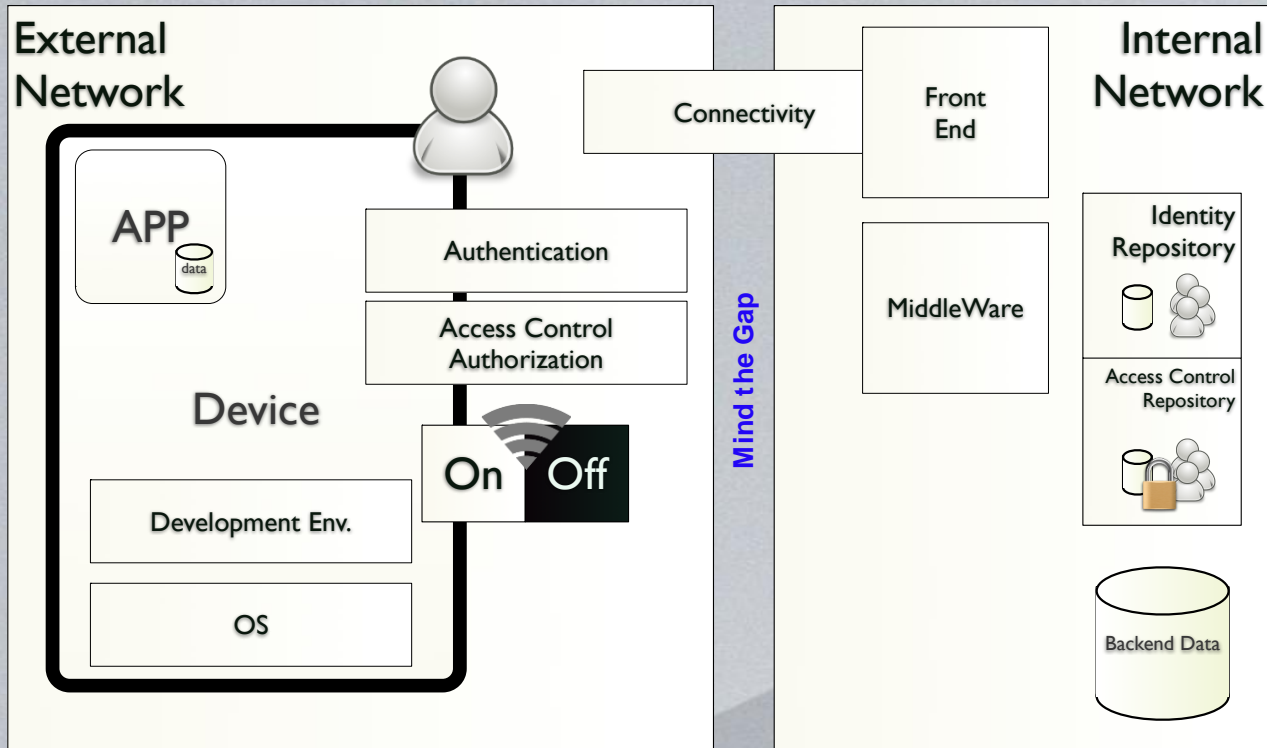 External
Network
APP
data
Device
Development Env.
OS
Authentication
Access Control
Authorization
On
Off
Connectivity
Mind the Gap
Internal
Network
Front
End
MiddleWare
Identity
Repository
Access Control
Repository
Backend Data